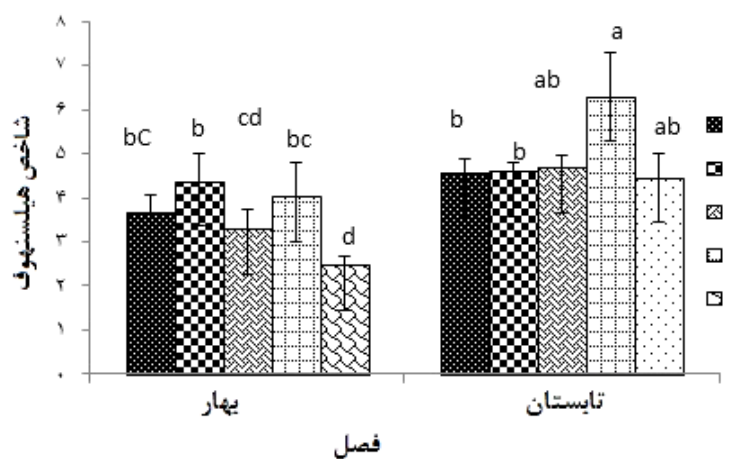 شاخص هیلسنهوف
۸
۷
۶
۵
۴
۳
۲
۱
۰
bC
b
cd
bc
d
b
b
ab
a
ab
بهار
تابستان
فصل